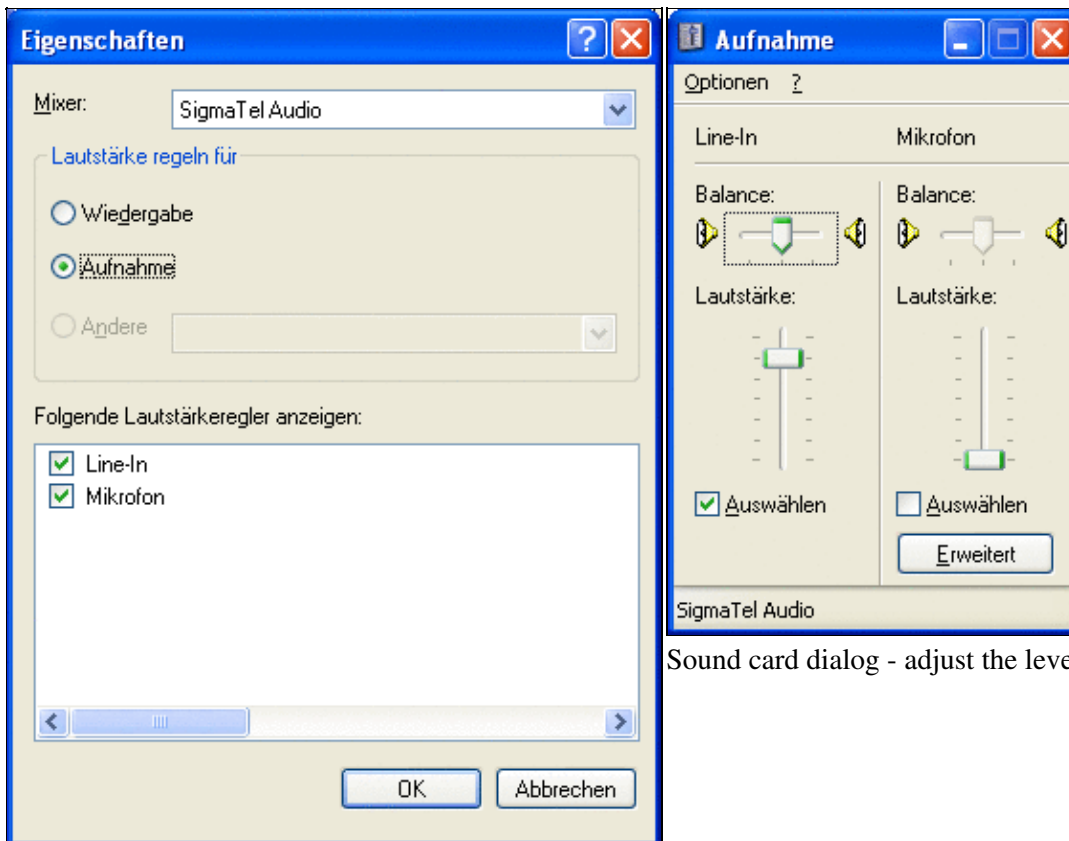 Eigenschaften
Mixer:
SigmaTel Audio
Lautstärke regeln für
Wiedergabe
Aufnahme
Andere
Folgende Lautstärkeregler anzeigen:
Line-In
Mikrofon
OK
Abbrechen
Aufnahme
Optionen ?
Line-In
Mikrofon
Balance:
Balance:
Lautstärke:
Lautstärke:
Auswählen
Auswählen
Erweitert
SigmaTel Audio
Sound card dialog - adjust the leve